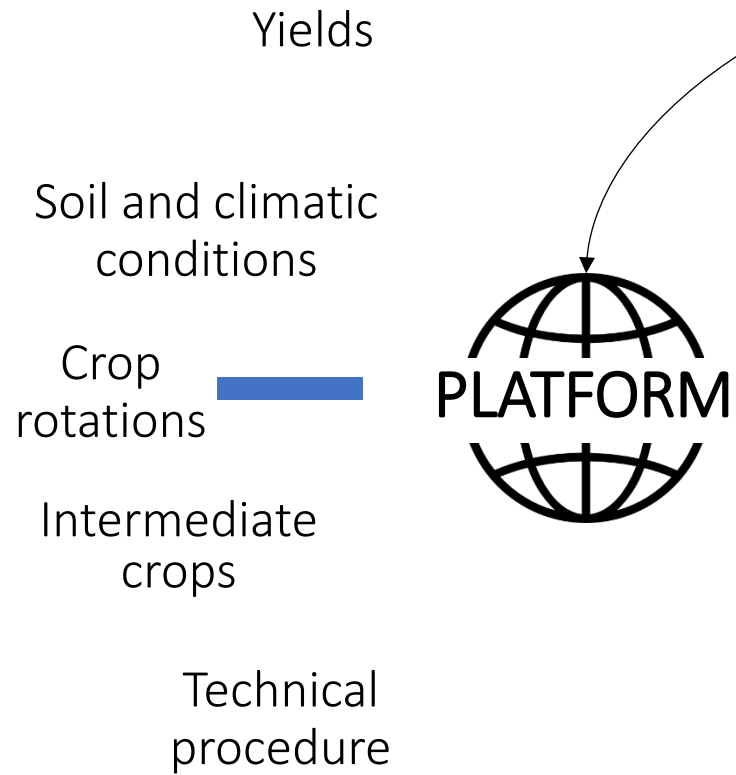 Yields
Soil and climatic
conditions
Crop
rotations
PLATFORM
Intermediate
crops
Technical
procedure